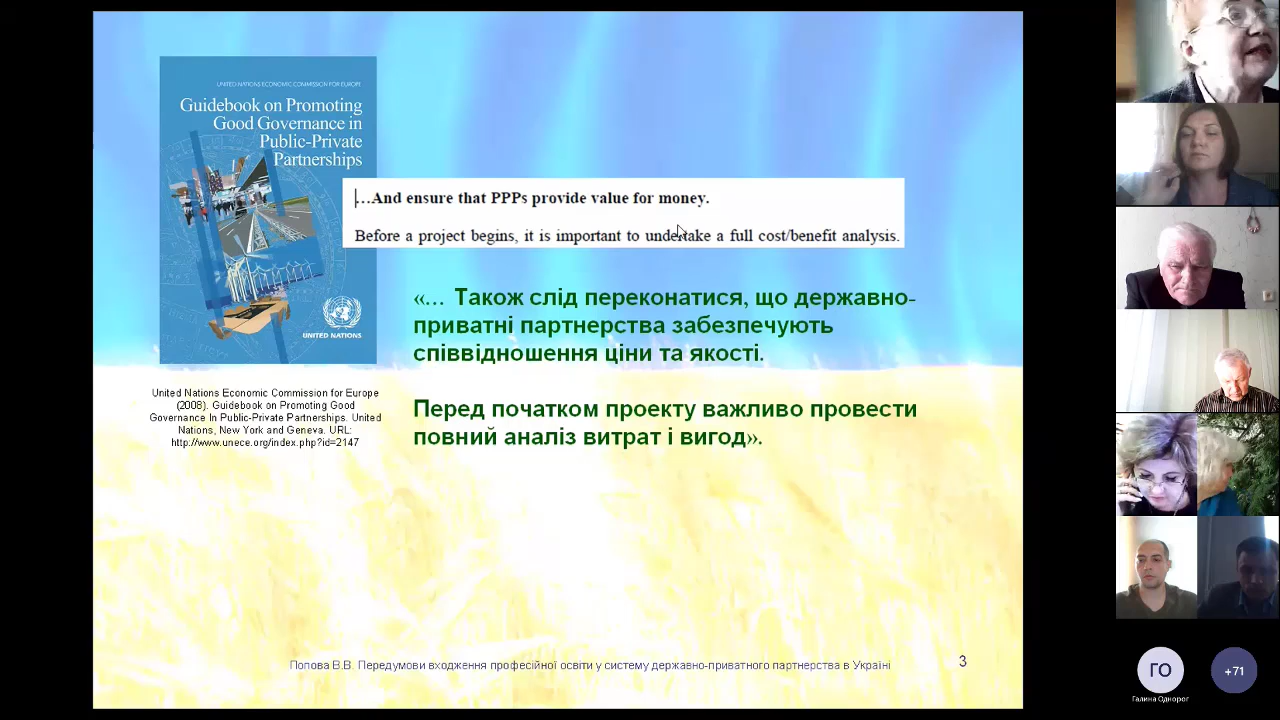 UNITED NATIONS ECONOMIC COMMISSION FOR EUROPE
Guidebook on Promoting
Good Governance in
Public-Private
Partnerships
UNITED NATIONS
…And ensure that PPPs provide value for money.
Before a project begins, it is important to undertake a full cost/benefit analysis.
«… Також слід переконатися, що державно-
приватні партнерства забезпечують
співвідношення ціни та якості.
Перед початком проекту важливо провести
повний аналіз витрат і вигод».
United Nations Economic Commission for Europe
(2008). Guidebook on Promoting Good
Governance In Public-Private Partnerships. United
Nations, New York and Geneva. URL:
http://www.unece.org/index.php?id=2147
Попова В.В. Передумови входження професійної освіти у систему державно-приватного партнерства в Україні
3
ГО
Галина Однорог
+71